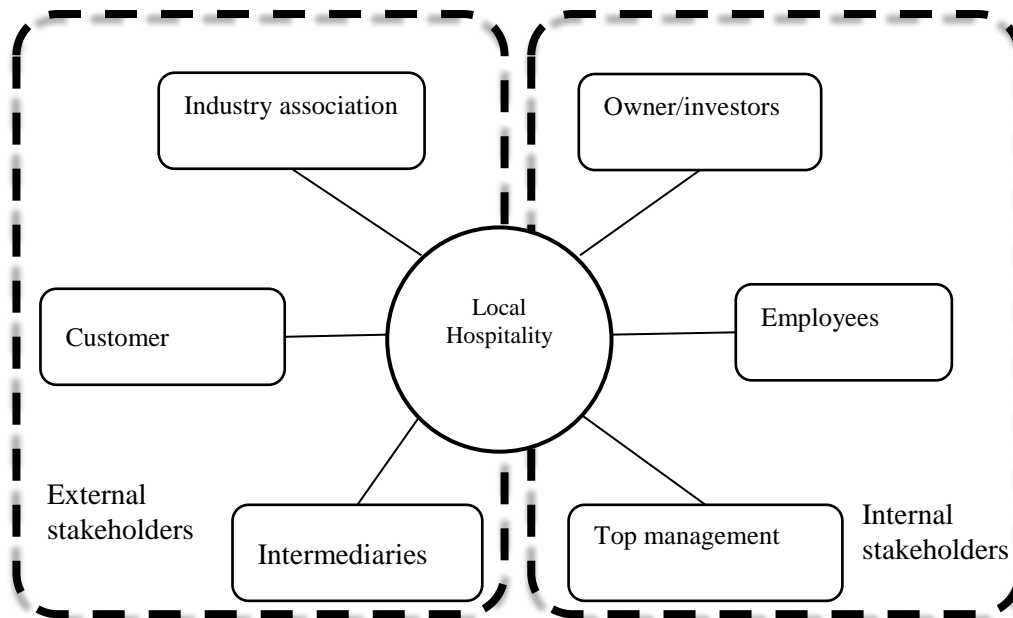 Industry association
Owner/investors
Local
Hospitality
Customer
Employees
External
stakeholders
Intermediaries
Top management
Internal
stakeholders